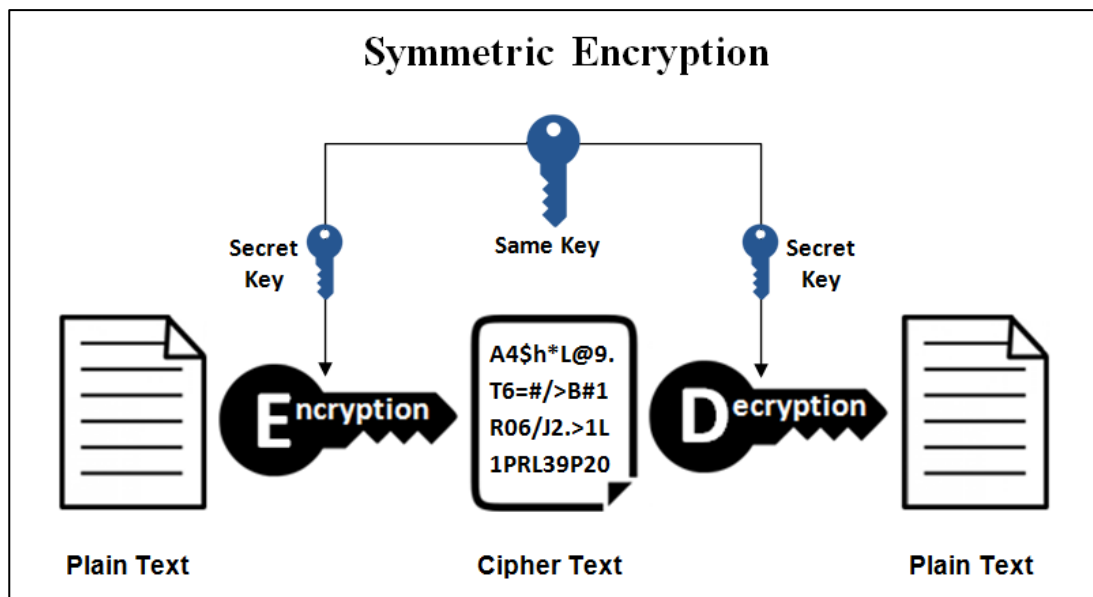 Symmetric Encryption
Same Key
Secret
Key
Secret
Key
Encryption
A4$h*L@9.
T6=#/>B#1
R06/J2.>1L
1PRL39P20
Decryption
Plain Text
Cipher Text
Plain Text